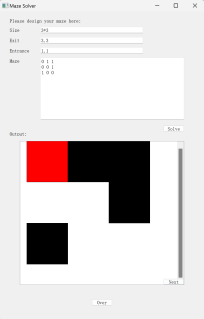 Maze Solver
Please design your maze here:
Size 3*3
Exit 3,3
Entrance 1,1
Maze 0 1 1
0 0 1
1 0 0
Solve
Output:
Next
Over